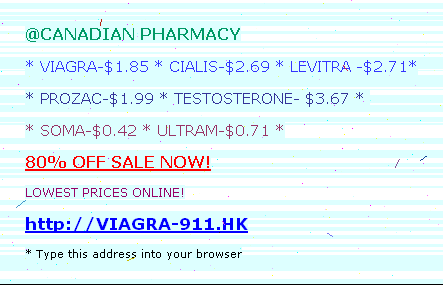 @CANADIAN PHARMACY
* VIAGRA-$1.85 * CIALIS-$2.69 * LEVITRA -$2.71*
* PROZAC-$1.99 * TESTOSTERONE- $3.67 *
* SOMA-$0.42 * ULTRAM-$0.71 *
80% OFF SALE NOW!
LOWEST PRICES ONLINE!
http://VIAGRA-911.HK
* Type this address into your browser